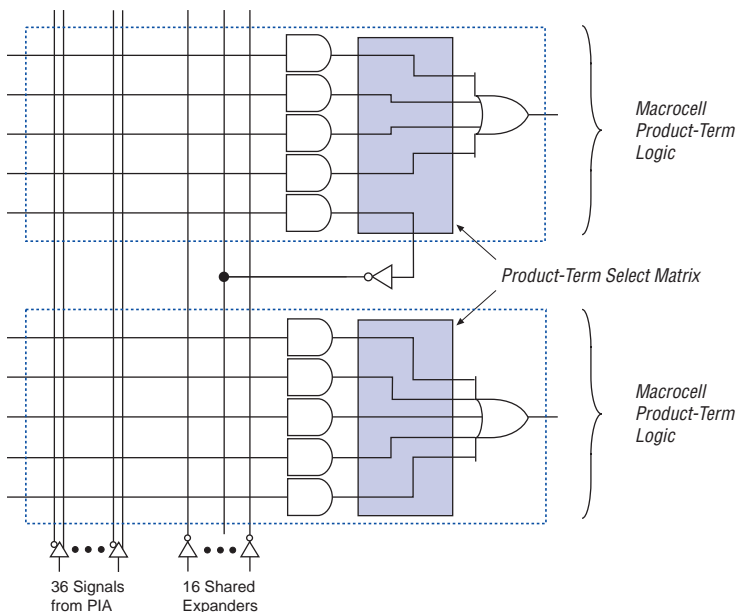 Macrocell
Product-Term
Logic
Product-Term Select Matrix
Macrocell
Product-Term
Logic
36 Signals
from PIA
16 Shared
Expanders